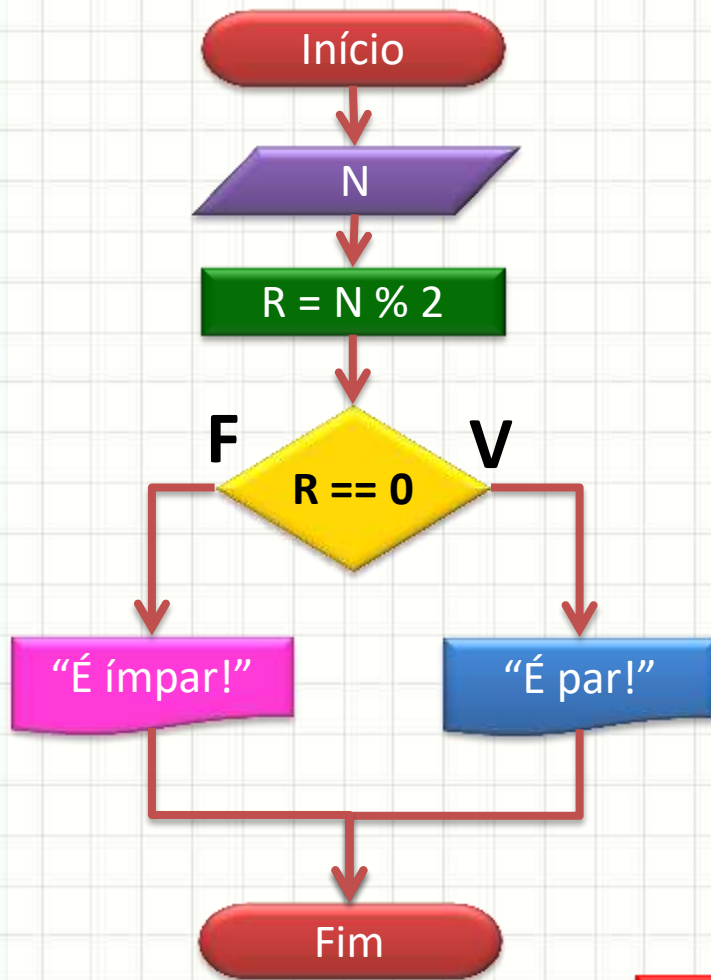 Início
N
R = N % 2
F
V
R == 0
“É ímpar!”
“É par!”
Fim